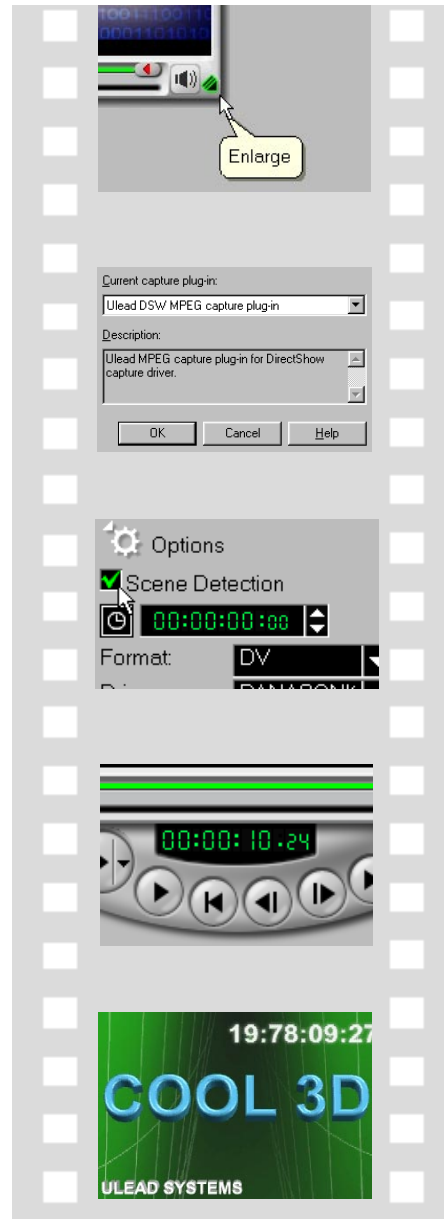 10011100110
00011010100
Enlarge
Current capture plug-in:
Ulead DSW MPEG capture plug-in
Description:
Ulead MPEG capture plug-in for DirectShow
capture driver.
OK Cancel Help
Options
Scene Detection
00:00:00:00
Format: DV
00:00:10.24
19:78:09:27
COOL 3D
ULEAD SYSTEMS